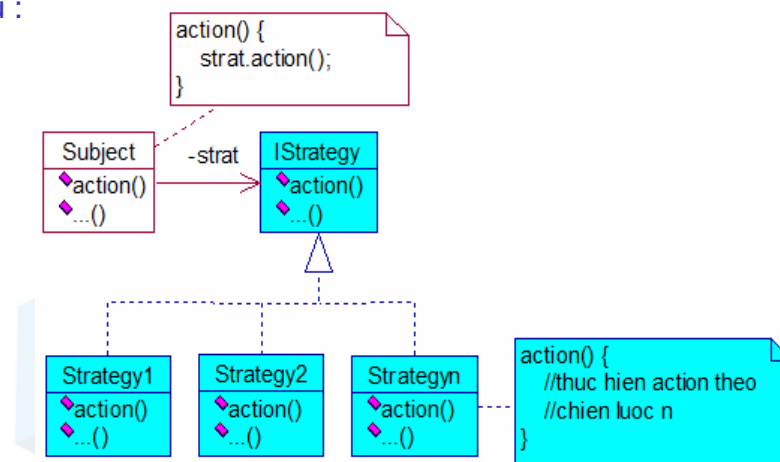 u :
action() {
strat.action();
}
Subject
action()
...()
-strat
IStrategy
action()
...()
Strategy1
action()
...()
Strategy2
action()
...()
Strategyn
action()
...()
action() {
//thuc hien action theo
//chien luoc n
}